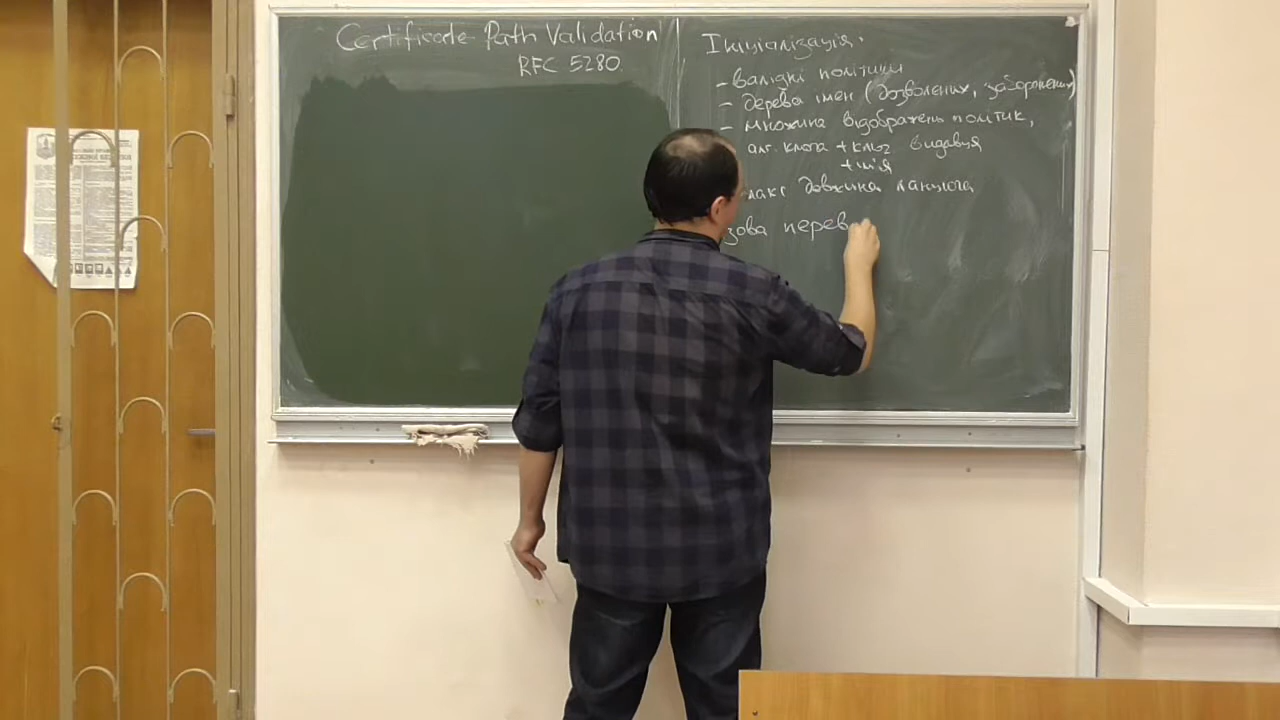 Certificate Path Validation
RFC 5280
Ініціалізація.
- Валідні політики
- дерева імен (дозволених, заборонених)
- множина відображень політик,
алг. ключа + ключ видавця
+ ім'я
макс довжина ланцюга
зова перев